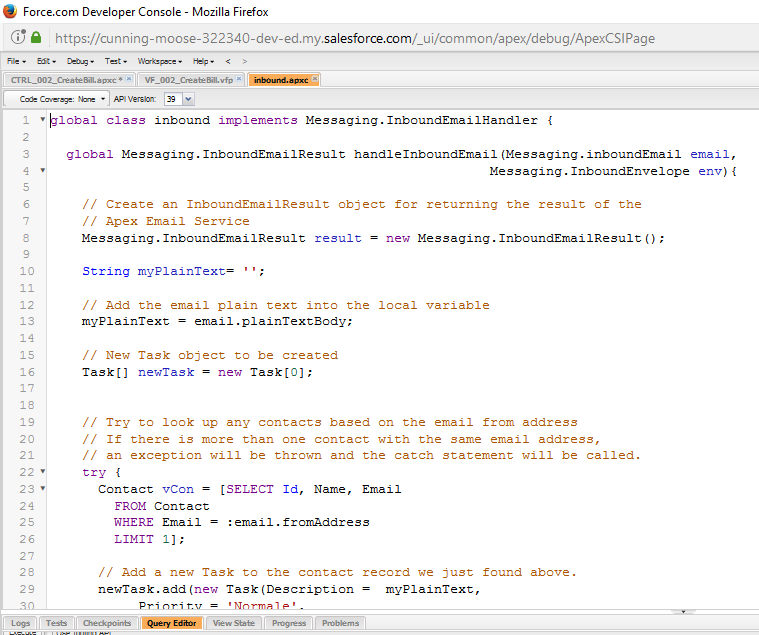 Force.com Developer Console - Mozilla Firefox
https://cunning-moose-322340-dev-ed.my.salesforce.com/_ui/common/apex/debug/ApexCSIPage
File Edit Debug Test Workspace Help < >
CTRL_002_CreateBill.apxc * × VF_002_CreateBill.vfp × inbound.apxc ×
Code Coverage: None API Version: 39
1 global class inbound implements Messaging.InboundEmailHandler {
2
3 global Messaging.InboundEmailResult handleInboundEmail(Messaging.inboundEmail email,
4 Messaging.InboundEnvelope env){
5
6 // Create an InboundEmailResult object for returning the result of the
7 // Apex Email Service
8 Messaging.InboundEmailResult result = new Messaging.InboundEmailResult();
9
10 String myPlainText= '';
11
12 // Add the email plain text into the local variable
13 myPlainText = email.plainTextBody;
14
15 // New Task object to be created
16 Task[] newTask = new Task[0];
17
18
19 // Try to look up any contacts based on the email from address
20 // If there is more than one contact with the same email address,
21 // an exception will be thrown and the catch statement will be called.
22 try {
23 Contact vCon = [SELECT Id, Name, Email
24 FROM Contact
25 WHERE Email = :email.fromAddress
26 LIMIT 1];
27
28 // Add a new Task to the contact record we just found above.
29 newTask.add(new Task(Description = myPlainText,
30 Priority = 'Normale',
Logs Tests Checkpoints Query Editor View State Progress Problems
Execute Use Tooling API